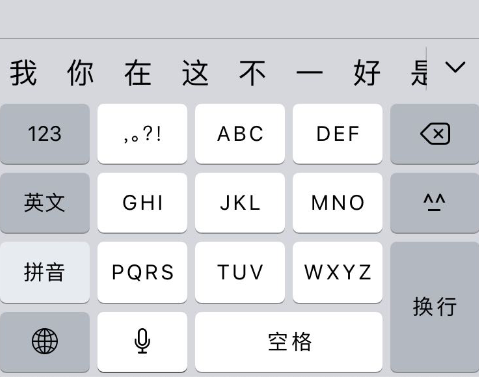 我 你 在 这 不 一 好 是
123 ,。?! ABC DEF
英文 GHI JKL MNO ^^
拼音 PQRS TUV WXYZ 换行
空格